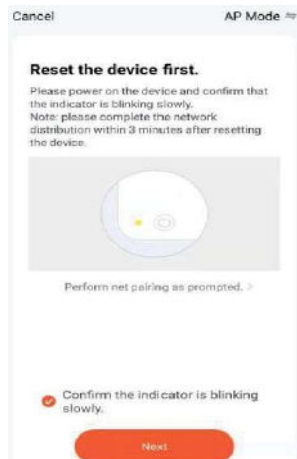 Cancel AP Mode ⇋
Reset the device first.
Please power on the device and confirm that
the indicator is blinking slowly.
Note: please complete the network
distribution within 3 minutes after resetting
the device.
Perform net pairing as prompted. >
Confirm the indicator is blinking
slowly.
Next